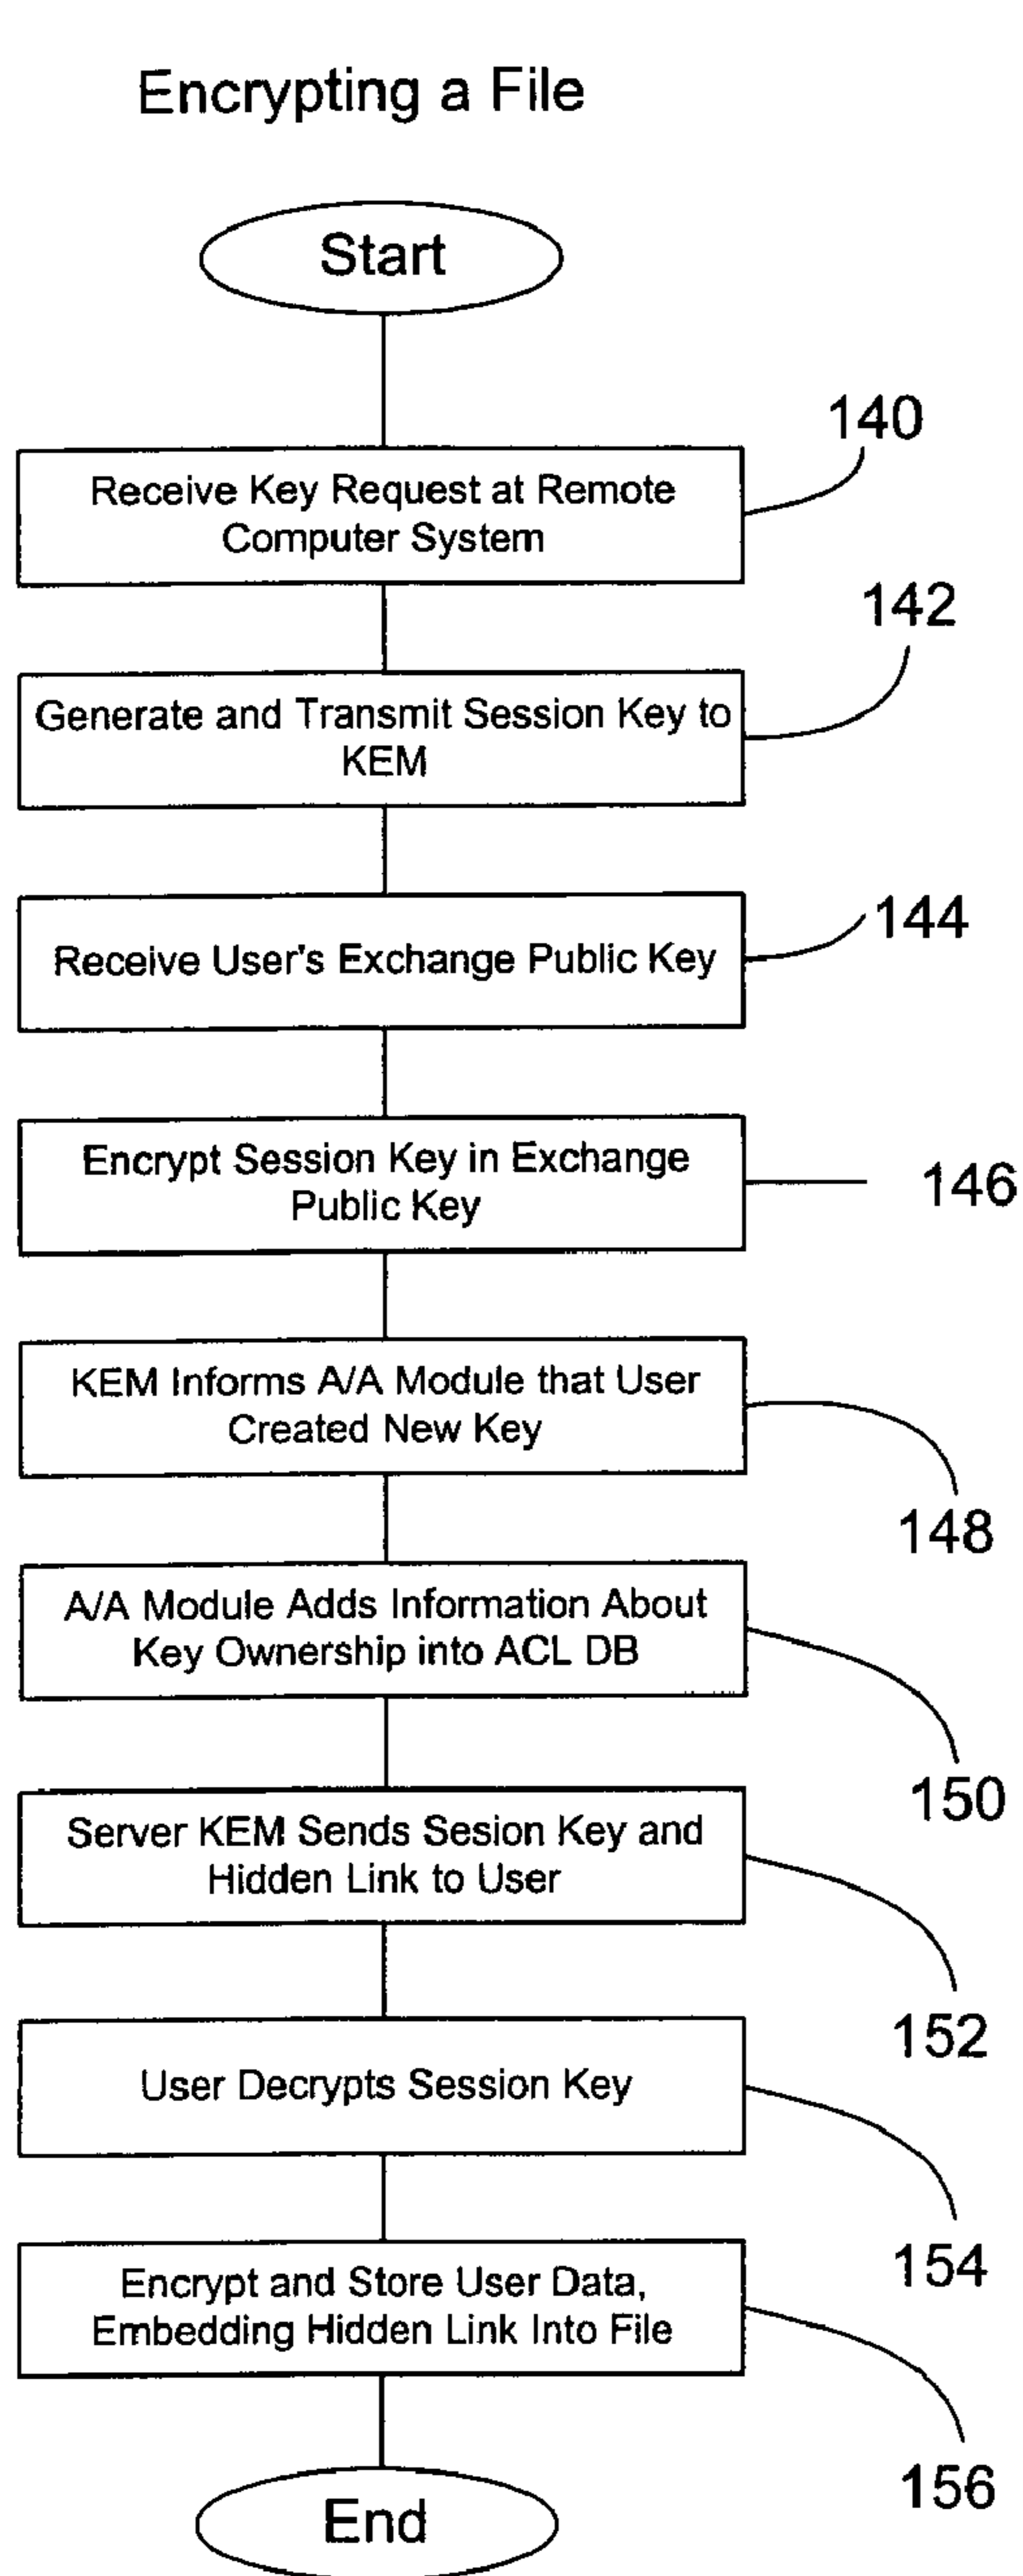 Encrypting a File
Start
140
Receive Key Request at Remote
Computer System
142
Generate and Transmit Session Key to
KEM
144
Receive User's Exchange Public Key
Encrypt Session Key in Exchange
Public Key
146
KEM Informs A/A Module that User
Created New Key
148
A/A Module Adds Information About
Key Ownership into ACL DB
150
Server KEM Sends Sesion Key and
Hidden Link to User
152
User Decrypts Session Key
154
Encrypt and Store User Data,
Embedding Hidden Link Into File
156
End